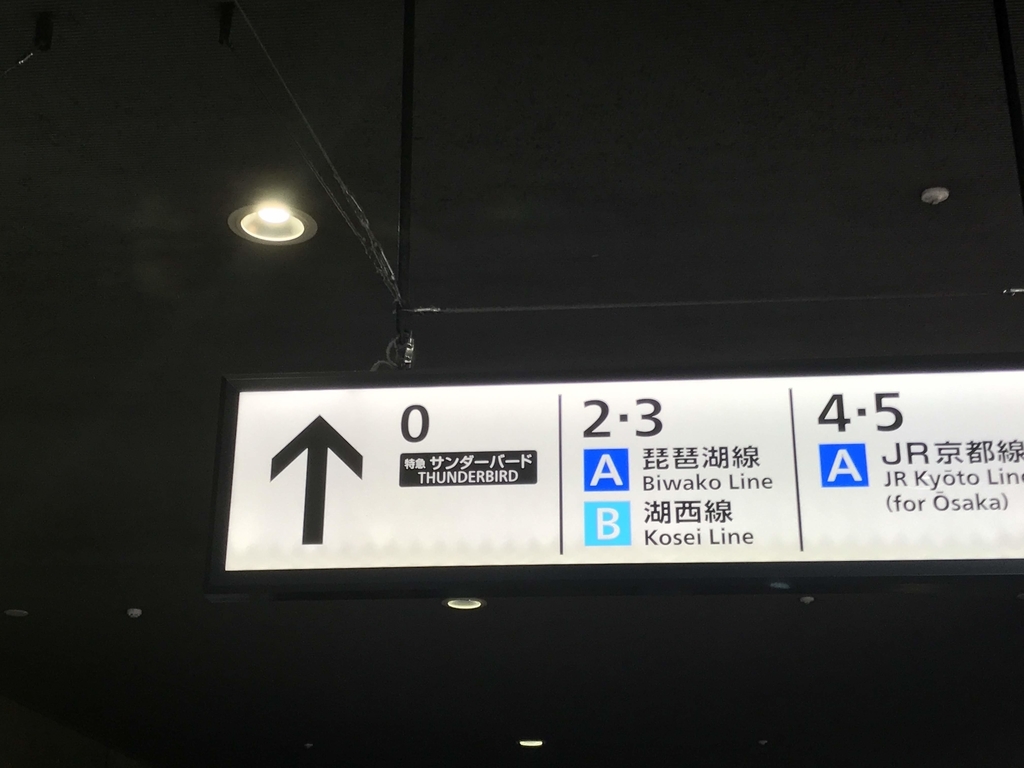 0
特急 サンダーバード
THUNDERBIRD
2・3
A 琵琶湖線
Biwako Line
B 湖西線
Kosei Line
4・5
A JR京都線
JR Kyōto Line
(for Ōsaka)